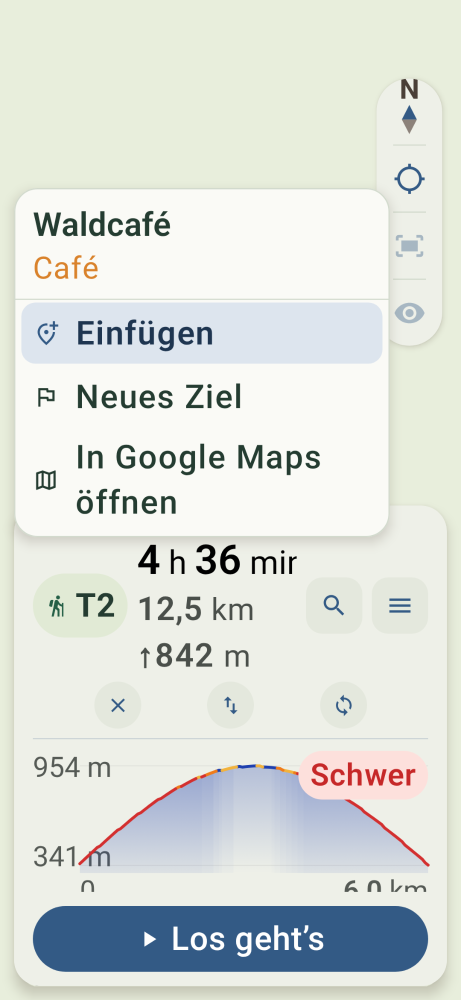 N
Waldcafé
Café
Einfügen
Neues Ziel
In Google Maps
öffnen
4 h 36 mir
T2
12,5 km
↑842 m
954 m
Schwer
341 m
0
6,0 km
Los geht’s